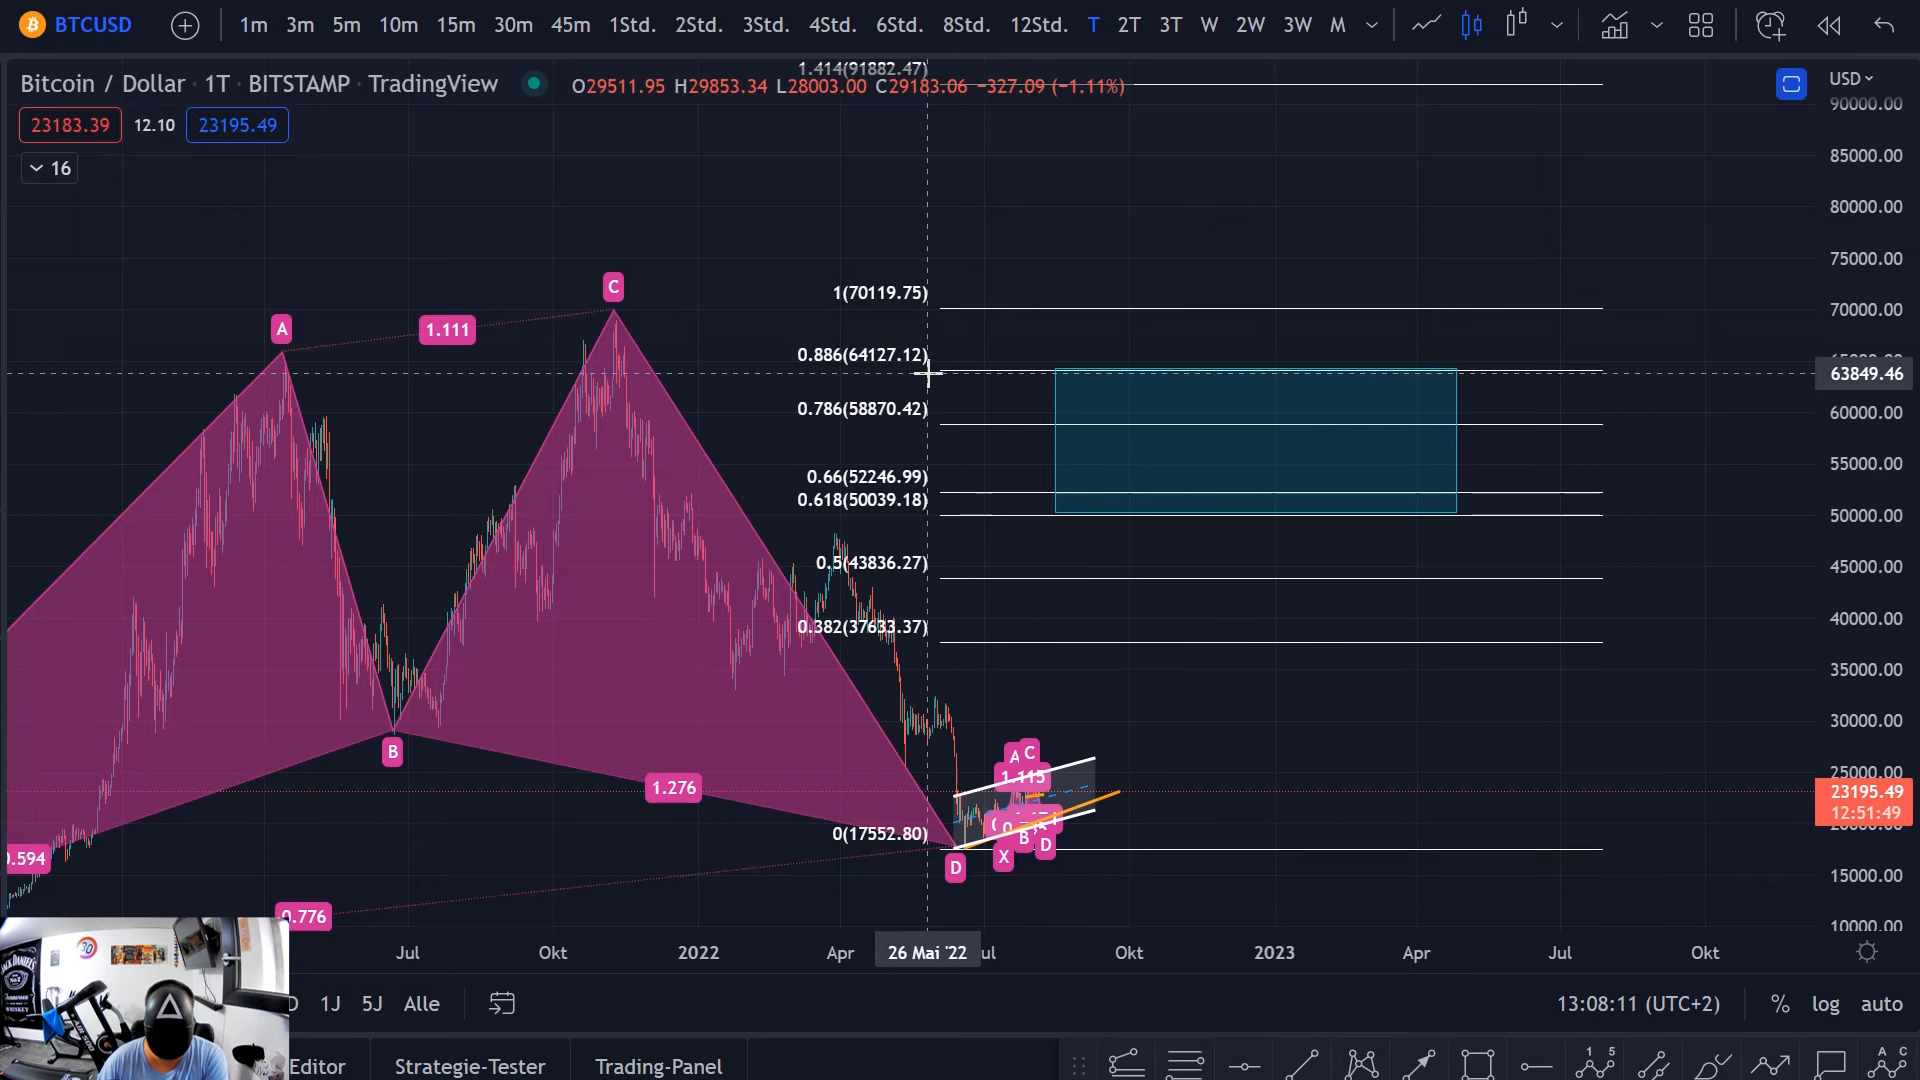 BTCUSD
1m 3m 5m 10m 15m 30m 45m 1Std. 2Std. 3Std. 4Std. 6Std. 8Std. 12Std. T 2T 3T W 2W 3W M
Bitcoin / Dollar · 1T · BITSTAMP · TradingView
O29511.95 H29853.34 L28003.00 C29183.06 −327.09 (−1.11%)
1.414(91882.47)
USD
90000.00
23183.39 12.10 23195.49
16
85000.00
80000.00
75000.00
C
1(70119.75)
70000.00
A
1.111
0.886(64127.12)
63849.46
0.786(58870.42)
60000.00
55000.00
0.66(52246.99)
0.618(50039.18)
50000.00
0.5(43836.27)
45000.00
0.382(37633.37)
40000.00
35000.00
30000.00
B
A C
1.115
25000.00
1.276
23195.49
12:51:49
0(17552.80)
B
D
X
D
0.594
15000.00
0.776
10000.00
Jul Okt 2022 Apr 26 Mai '22 ul Okt 2023 Apr Jul Okt
1J 5J Alle
13:08:11 (UTC+2) % log auto
Editor Strategie-Tester Trading-Panel
JACK DANIEL'S
WHISKEY
30